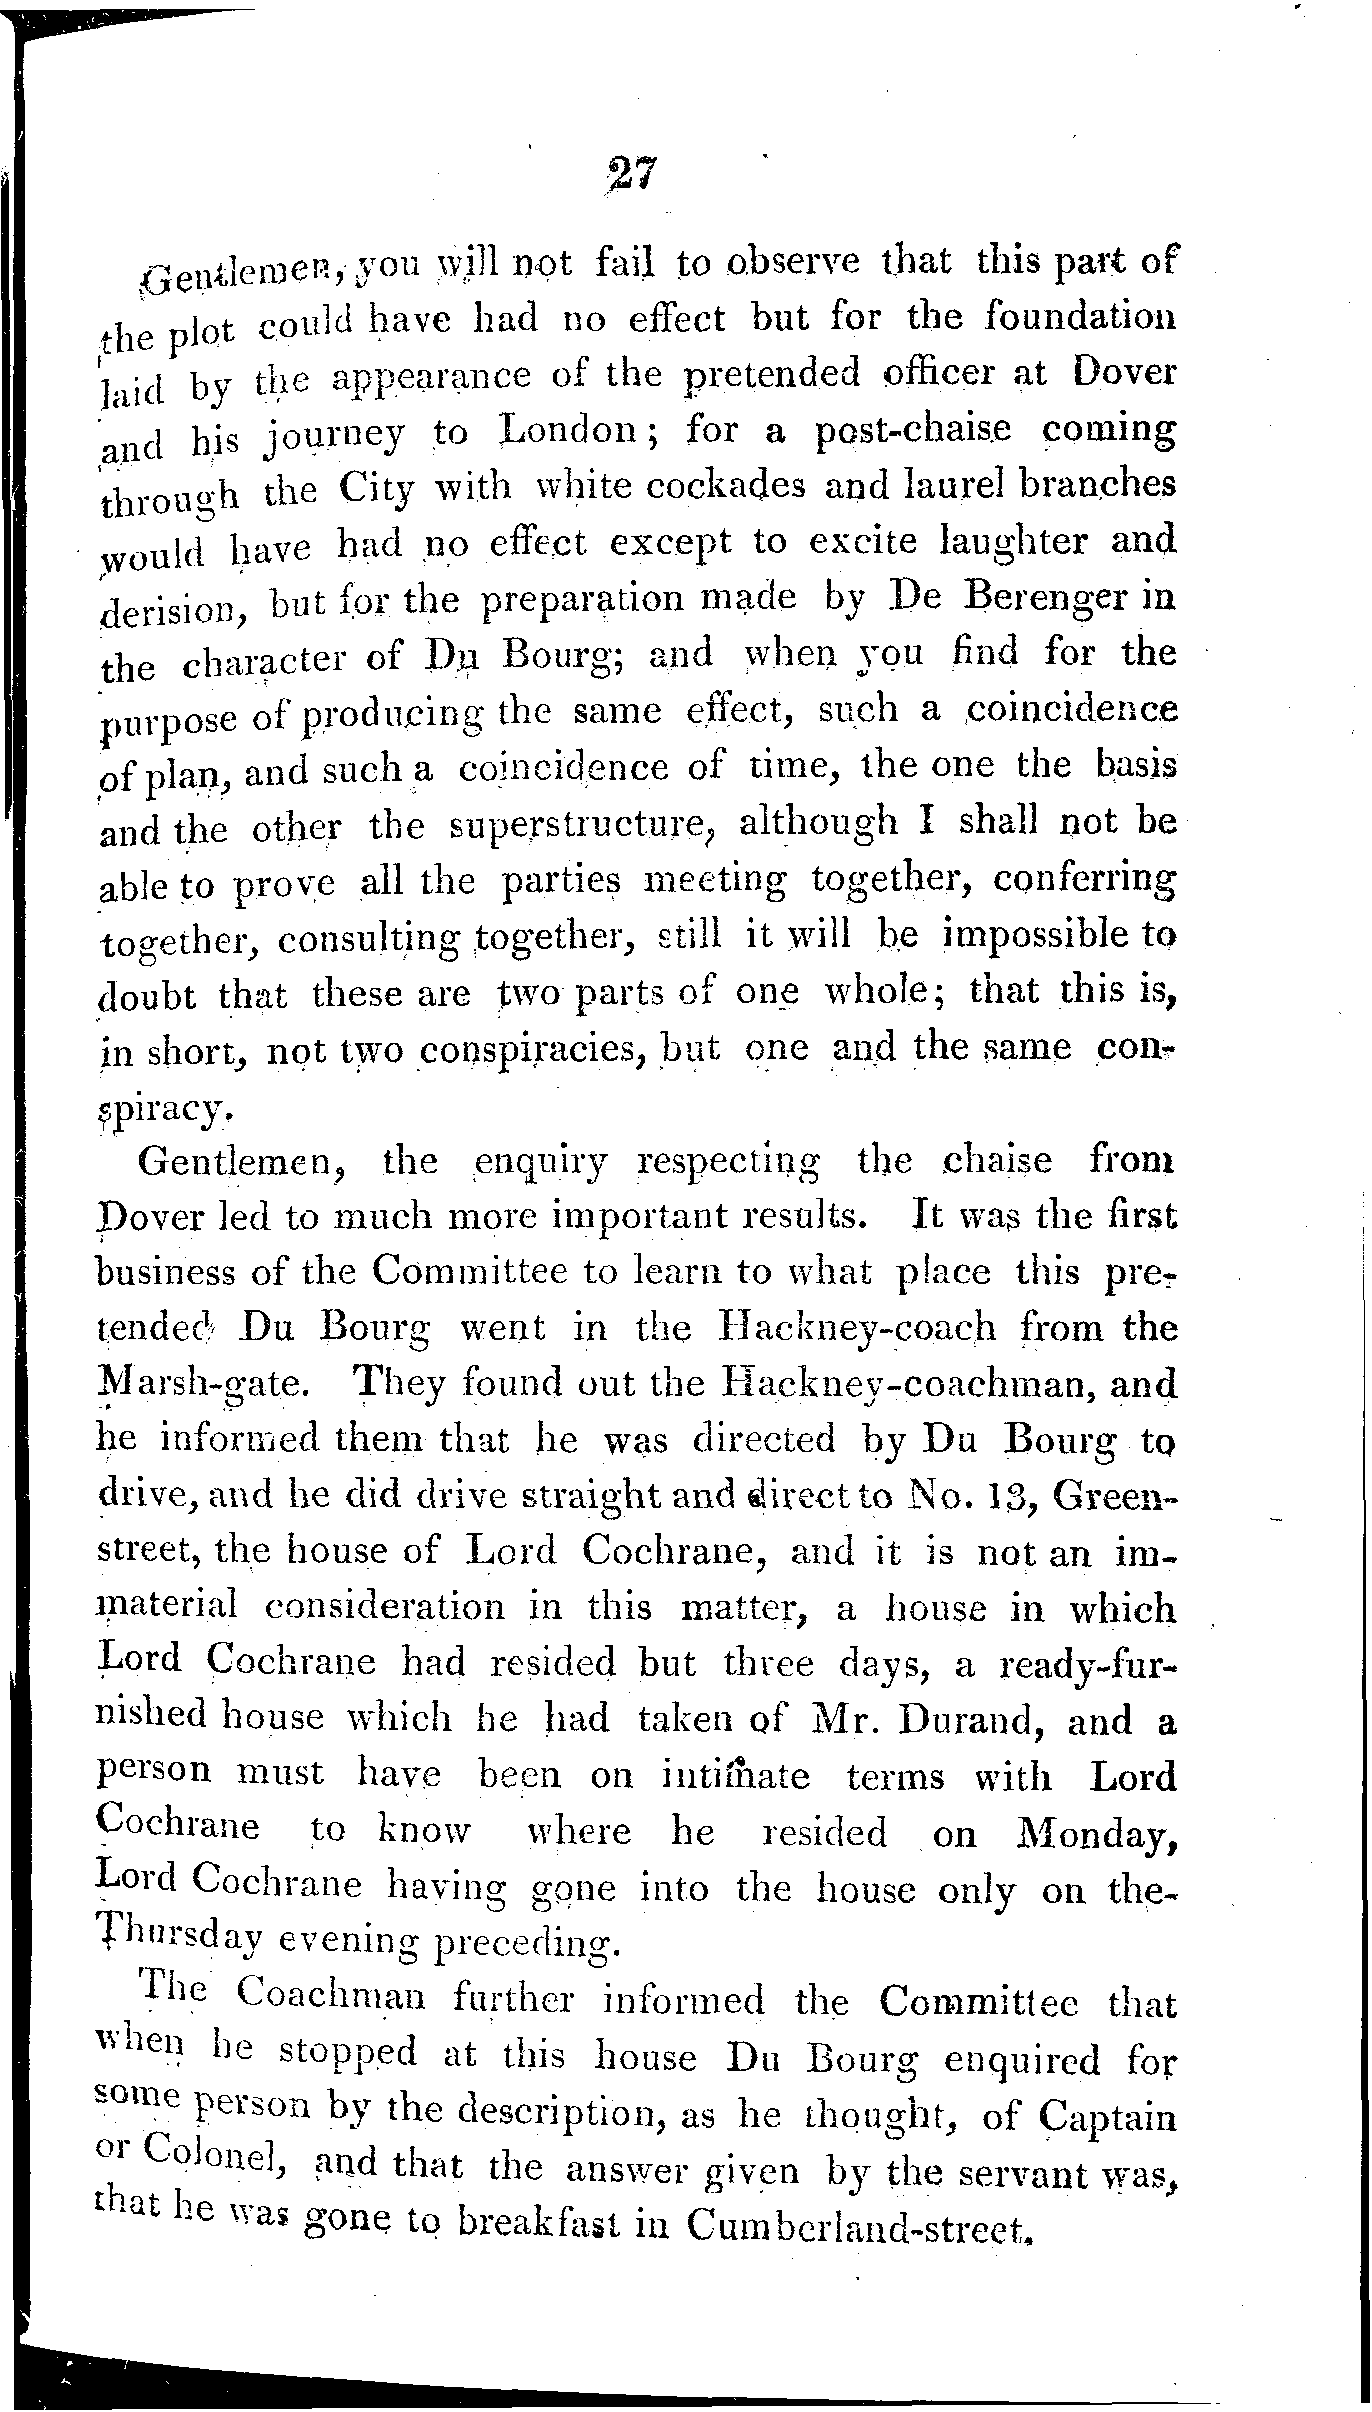 27
Gentlemen, you will not fail to observe that this part of
the plot could have had no effect but for the foundation
laid by the appearance of the pretended officer at Dover
and his journey to London; for a post-chaise coming
through the City with white cockades and laurel branches
would have had no effect except to excite laughter and
derision, but for the preparation made by De Berenger in
the character of Du Bourg; and when you find for the
purpose of producing the same effect, such a coincidence
of plan, and such a coincidence of time, the one the basis
and the other the superstructure, although I shall not be
able to prove all the parties meeting together, conferring
together, consulting together, still it will be impossible to
doubt that these are two parts of one whole; that this is,
in short, not two conspiracies, but one and the same con-
spiracy.
Gentlemen, the enquiry respecting the chaise from
Dover led to much more important results. It was the first
business of the Committee to learn to what place this pre-
tended Du Bourg went in the Hackney-coach from the
Marsh-gate. They found out the Hackney-coachman, and
he informed them that he was directed by Du Bourg to
drive, and he did drive straight and direct to No. 13, Green-
street, the house of Lord Cochrane, and it is not an im-
material consideration in this matter, a house in which
Lord Cochrane had resided but three days, a ready-fur-
nished house which he had taken of Mr. Durand, and a
person must have been on intimate terms with Lord
Cochrane to know where he resided on Monday,
Lord Cochrane having gone into the house only on the-
Thursday evening preceding.
The Coachman further informed the Committee that
when he stopped at this house Du Bourg enquired for
some person by the description, as he thought, of Captain
or Colonel, and that the answer given by the servant was,
that he was gone to breakfast in Cumberland-street.